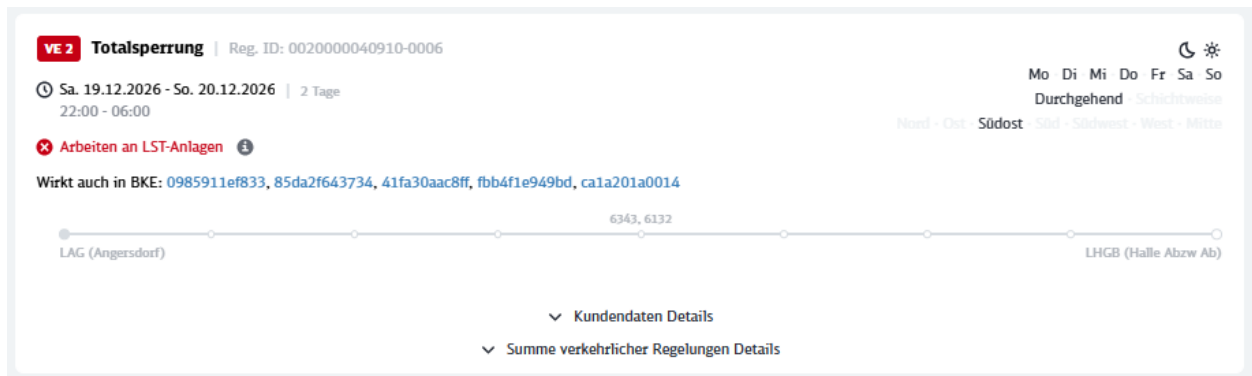 VE 2 Totalsperrung | Reg. ID: 0020000040910-0006
Mo · Di · Mi · Do · Fr · Sa · So
Sa. 19.12.2026 - So. 20.12.2026 | 2 Tage
Durchgehend · Schichtweise
22:00 - 06:00
Nord · Ost · Südost · Süd · Südwest · West · Mitte
Arbeiten an LST-Anlagen
Wirkt auch in BKE: 0985911ef833, 85da2f643734, 41fa30aac8ff, fbb4f1e949bd, ca1a201a0014
6343, 6132
LAG (Angersdorf) LHGB (Halle Abzw Ab)
Kundendaten Details
Summe verkehrlicher Regelungen Details